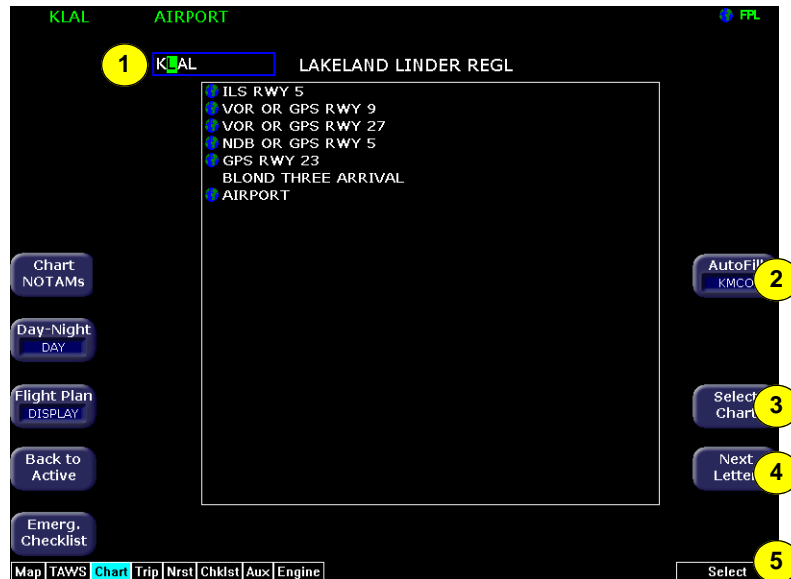 KLAL AIRPORT FPL
1 KLAL LAKELAND LINDER REGL
ILS RWY 5
VOR OR GPS RWY 9
VOR OR GPS RWY 27
NDB OR GPS RWY 5
GPS RWY 23
BLOND THREE ARRIVAL
AIRPORT
Chart
NOTAMs
AutoFill
KMCO
2
Day-Night
DAY
Flight Plan
DISPLAY
Select
Chart
3
Back to
Active
Next
Letter
4
Emerg.
Checklist
Map TAWS Chart Trip Nrst Chklst Aux Engine
Select
5